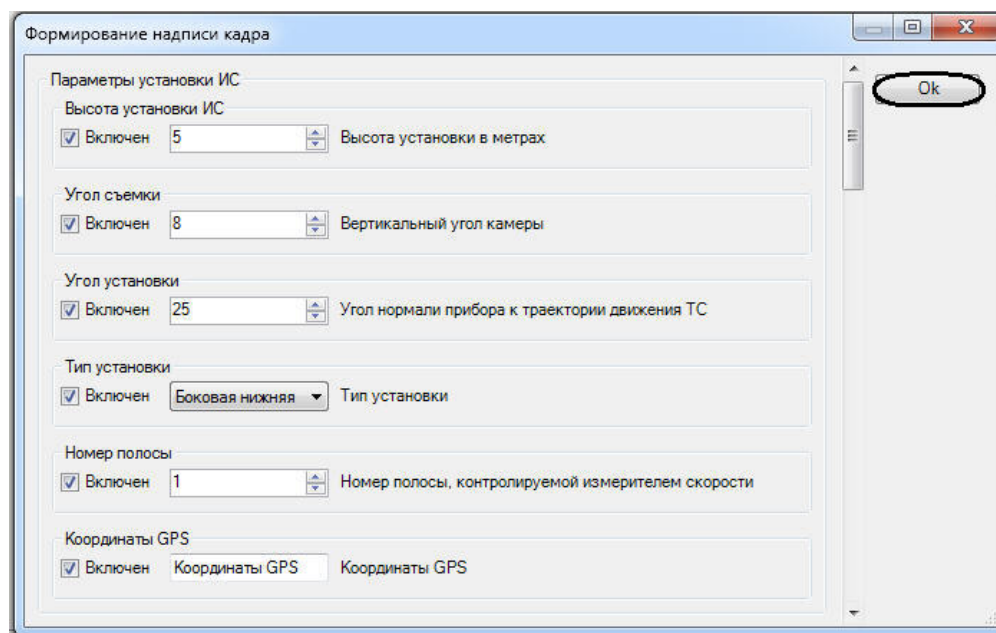 Формирование надписи кадра
Ok
Параметры установки ИС
Высота установки ИС
Включен 5 Высота установки в метрах
Угол съемки
Включен 8 Вертикальный угол камеры
Угол установки
Включен 25 Угол нормали прибора к траектории движения ТС
Тип установки
Включен Боковая нижняя Тип установки
Номер полосы
Включен 1 Номер полосы, контролируемой измерителем скорости
Координаты GPS
Включен Координаты GPS Координаты GPS